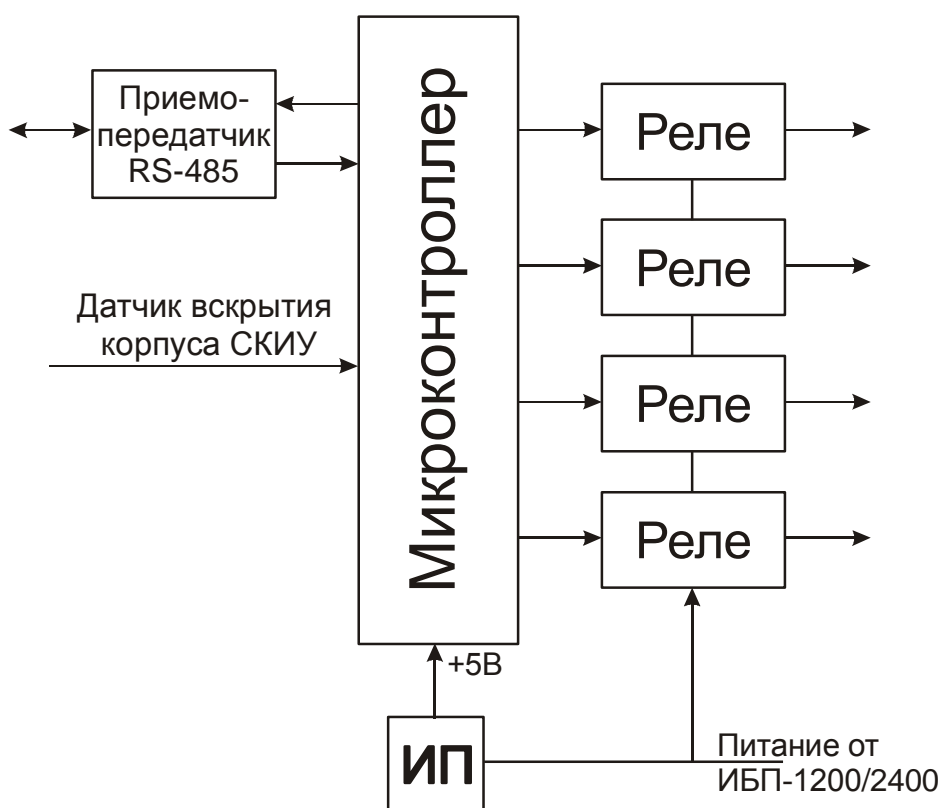 Приемо-
передатчик
RS-485
Датчик вскрытия
корпуса СКИУ
Микроконтроллер
Реле
Реле
Реле
Реле
+5В
ИП
Питание от
ИБП-1200/2400